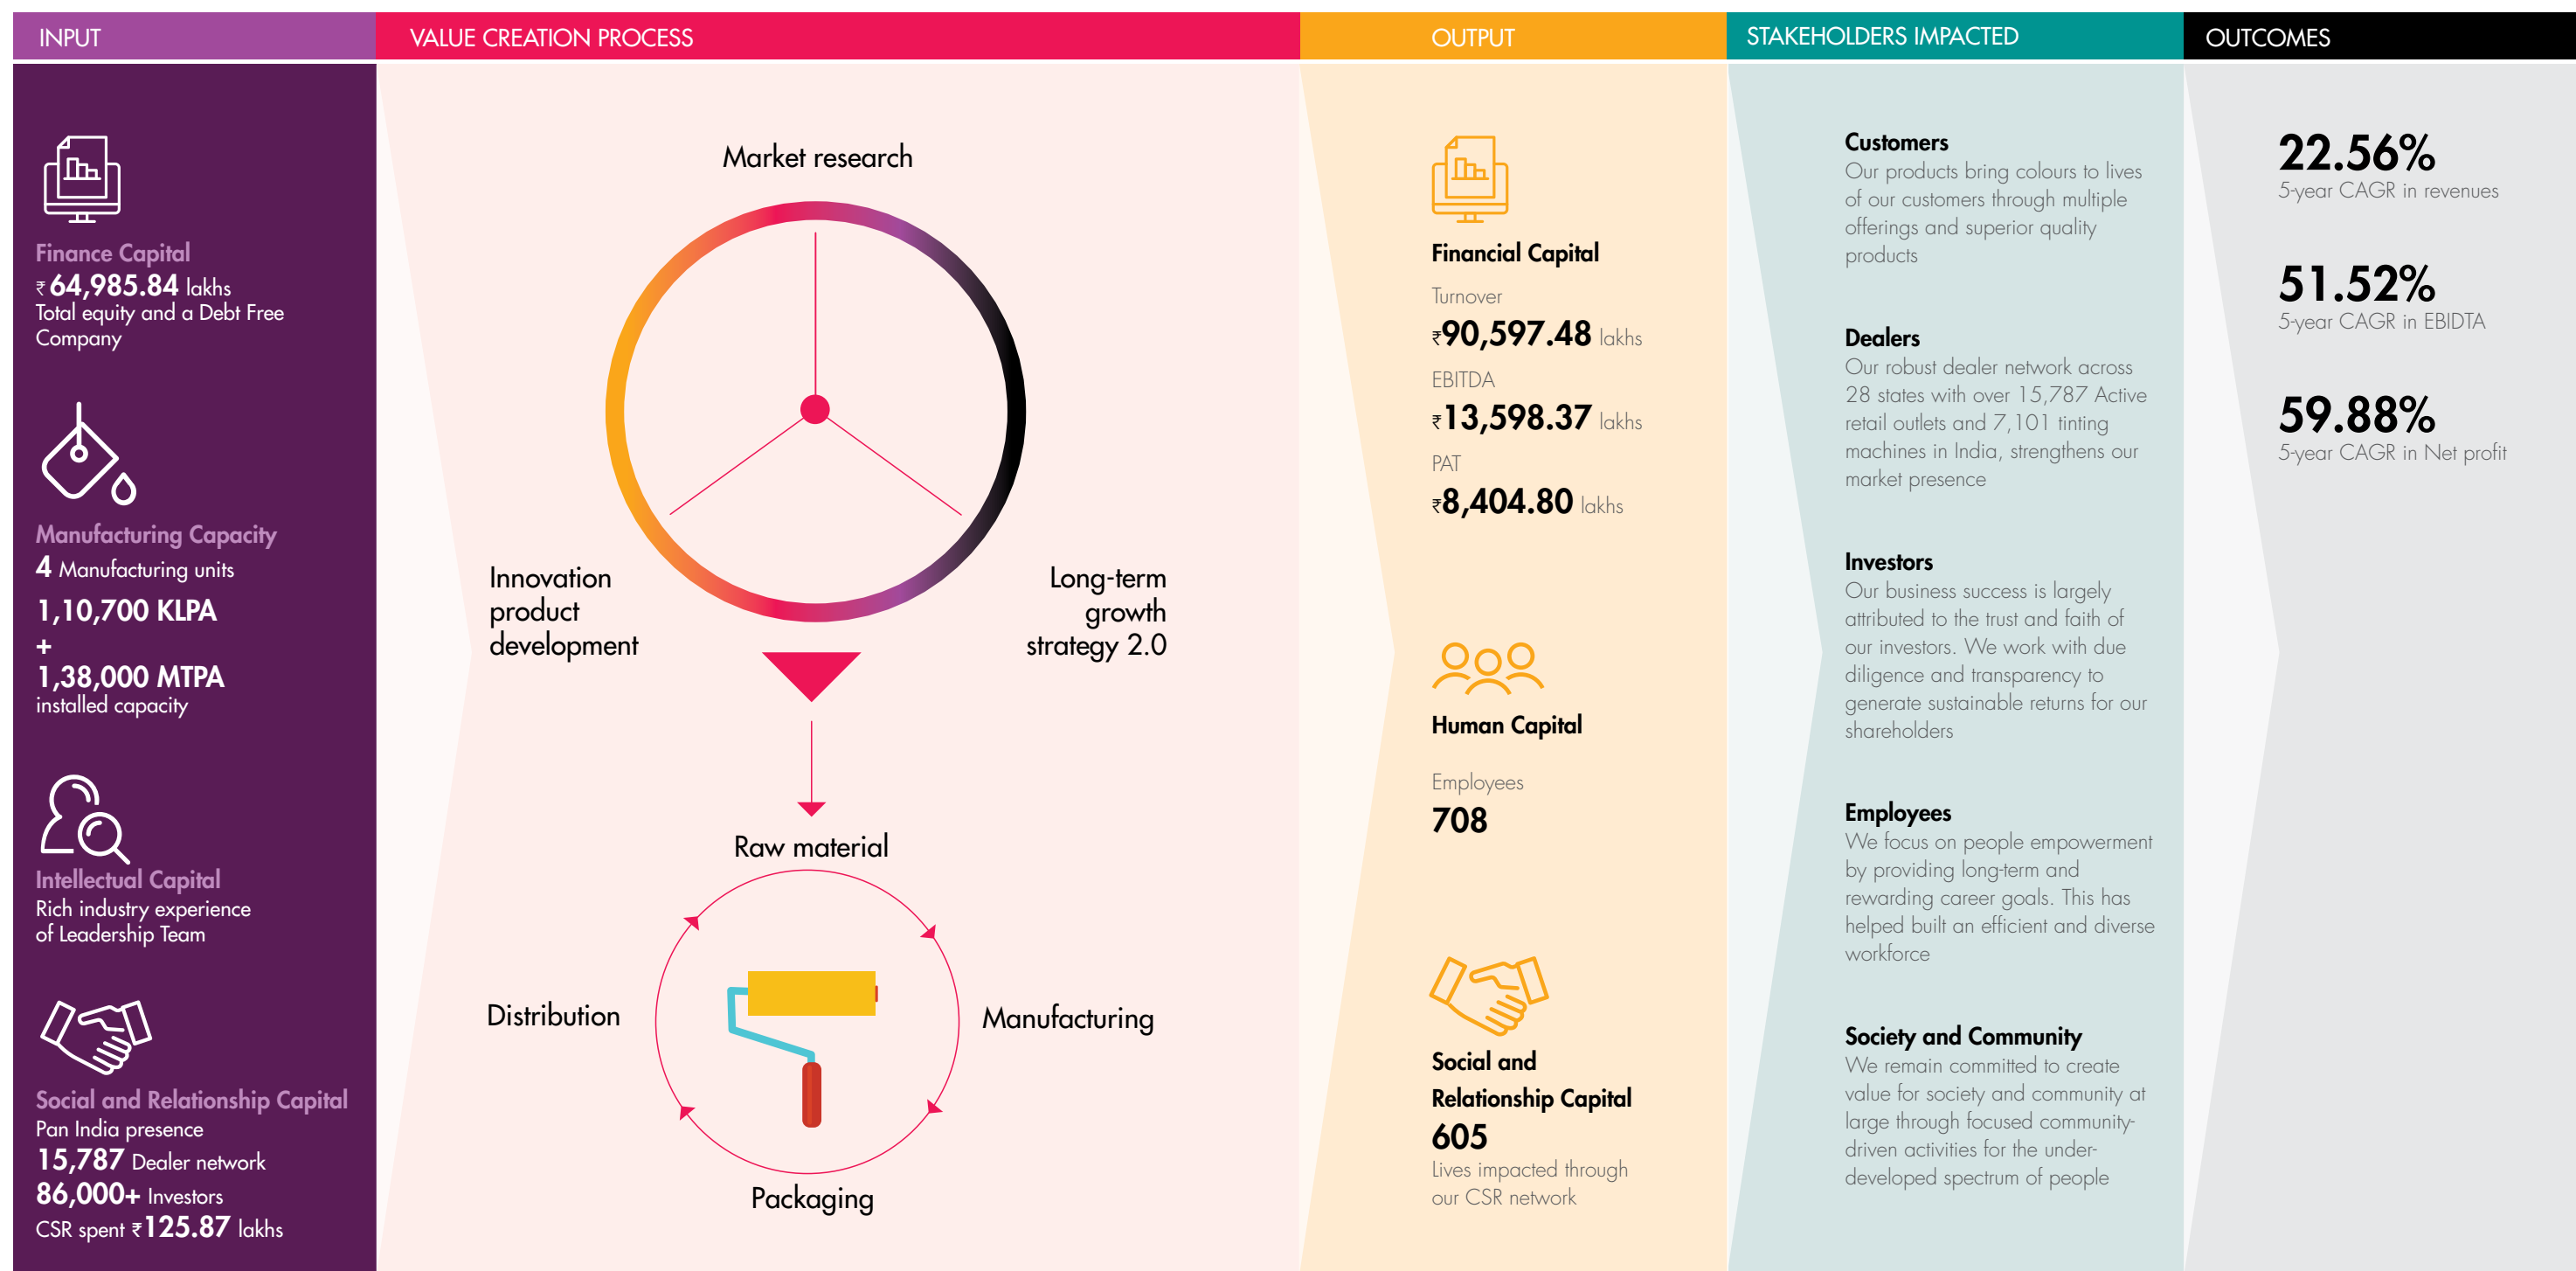 INPUT
VALUE CREATION PROCESS
OUTPUT
STAKEHOLDERS IMPACTED
OUTCOMES
Finance Capital
₹ 64,985.84 lakhs
Total equity and a Debt Free
Company
Manufacturing Capacity
4 Manufacturing units
1,10,700 KLPA
+
1,38,000 MTPA
installed capacity
Intellectual Capital
Rich industry experience
of Leadership Team
Social and Relationship Capital
Pan India presence
15,787 Dealer network
86,000+ Investors
CSR spent ₹125.87 lakhs
Market research
Innovation
product
development
Long-term
growth
strategy 2.0
Raw material
Distribution
Manufacturing
Packaging
Financial Capital
Turnover
₹90,597.48 lakhs
EBITDA
₹13,598.37 lakhs
PAT
₹8,404.80 lakhs
Human Capital
Employees
708
Social and
Relationship Capital
605
Lives impacted through
our CSR network
Customers
Our products bring colours to lives
of our customers through multiple
offerings and superior quality
products
Dealers
Our robust dealer network across
28 states with over 15,787 Active
retail outlets and 7,101 tinting
machines in India, strengthens our
market presence
Investors
Our business success is largely
attributed to the trust and faith of
our investors. We work with due
diligence and transparency to
generate sustainable returns for our
shareholders
Employees
We focus on people empowerment
by providing long-term and
rewarding career goals. This has
helped built an efficient and diverse
workforce
Society and Community
We remain committed to create
value for society and community at
large through focused community-
driven activities for the under-
developed spectrum of people
22.56%
5-year CAGR in revenues
51.52%
5-year CAGR in EBIDTA
59.88%
5-year CAGR in Net profit